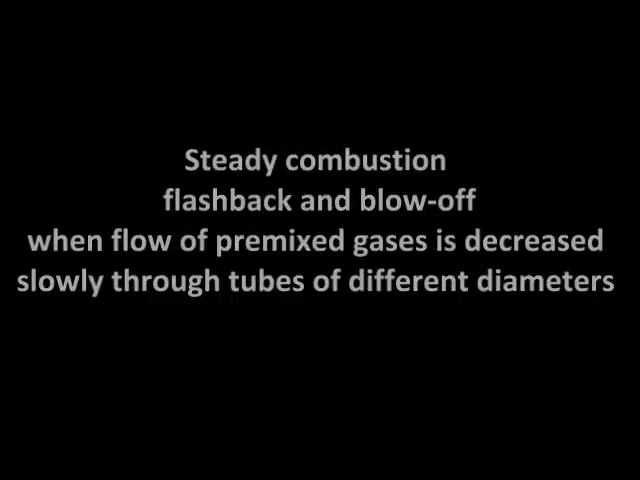 Steady combustion
flashback and blow-off
when flow of premixed gases is decreased
slowly through tubes of different diameters